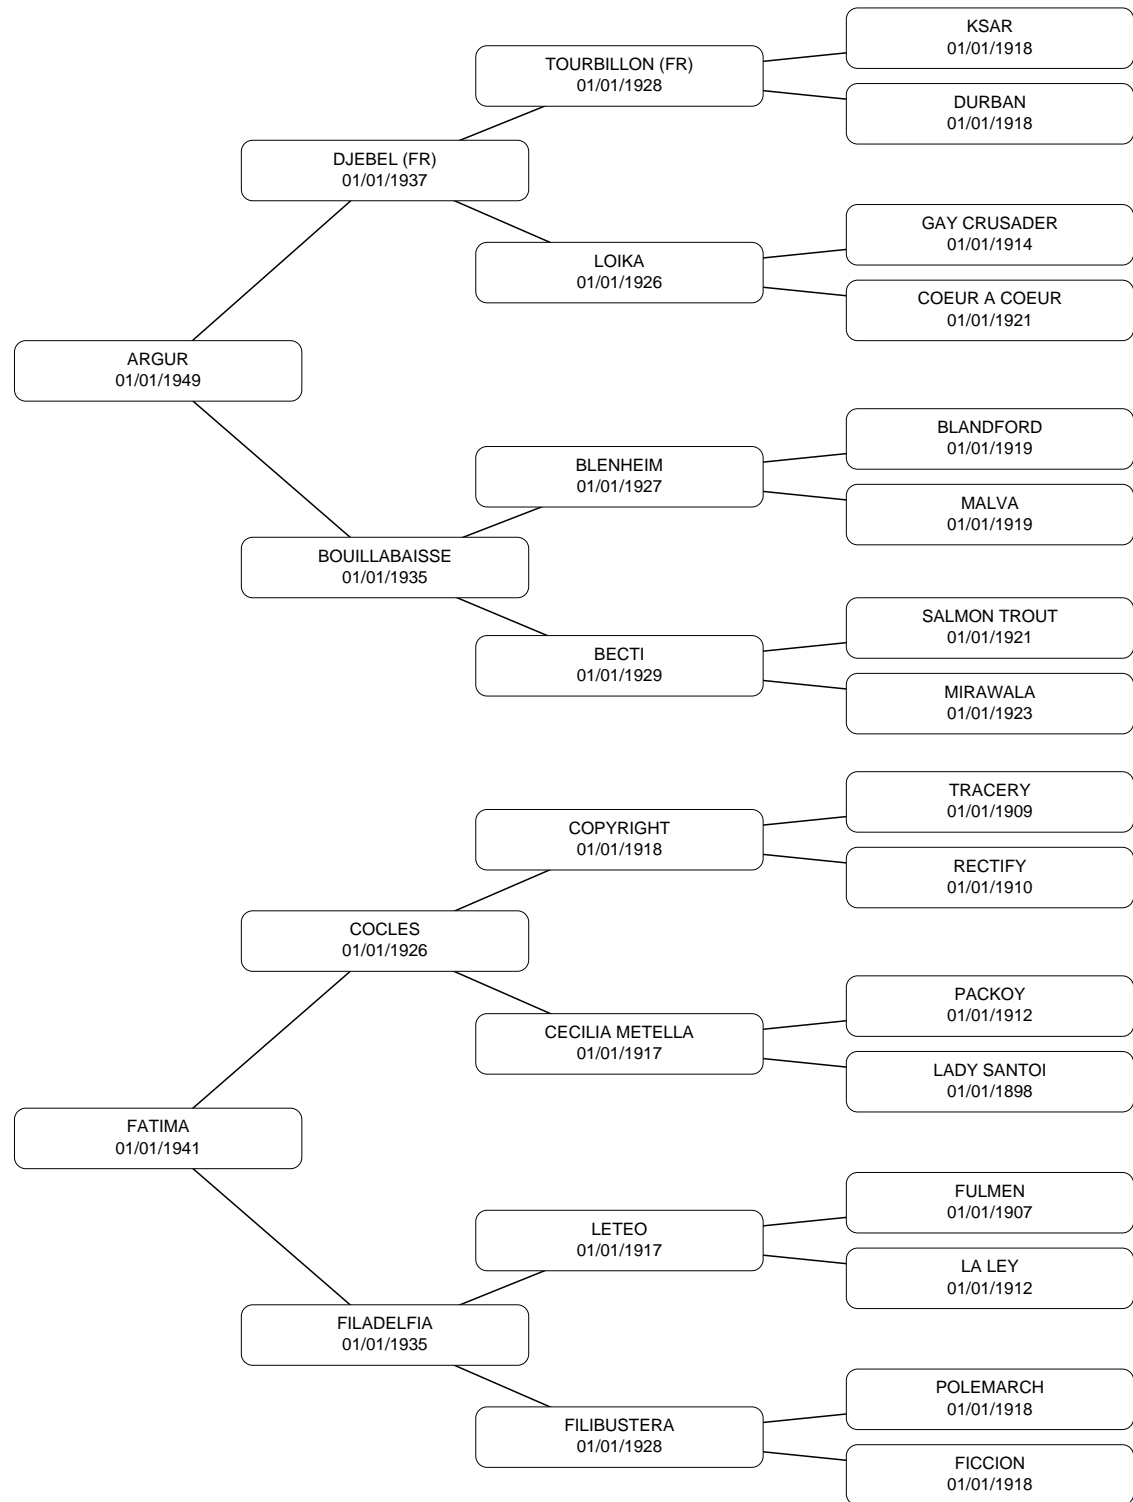 KSAR
01/01/1918
TOURBILLON (FR)
01/01/1928
DURBAN
01/01/1918
DJEBEL (FR)
01/01/1937
GAY CRUSADER
01/01/1914
LOIKA
01/01/1926
COEUR A COEUR
01/01/1921
ARGUR
01/01/1949
BLANDFORD
01/01/1919
BLENHEIM
01/01/1927
MALVA
01/01/1919
BOUILLABAISSE
01/01/1935
SALMON TROUT
01/01/1921
BECTI
01/01/1929
MIRAWALA
01/01/1923
TRACERY
01/01/1909
COPYRIGHT
01/01/1918
RECTIFY
01/01/1910
COCLES
01/01/1926
PACKOY
01/01/1912
CECILIA METELLA
01/01/1917
LADY SANTOI
01/01/1898
FATIMA
01/01/1941
FULMEN
01/01/1907
LETEO
01/01/1917
LA LEY
01/01/1912
FILADELFIA
01/01/1935
POLEMARCH
01/01/1918
FILIBUSTERA
01/01/1928
FICCION
01/01/1918